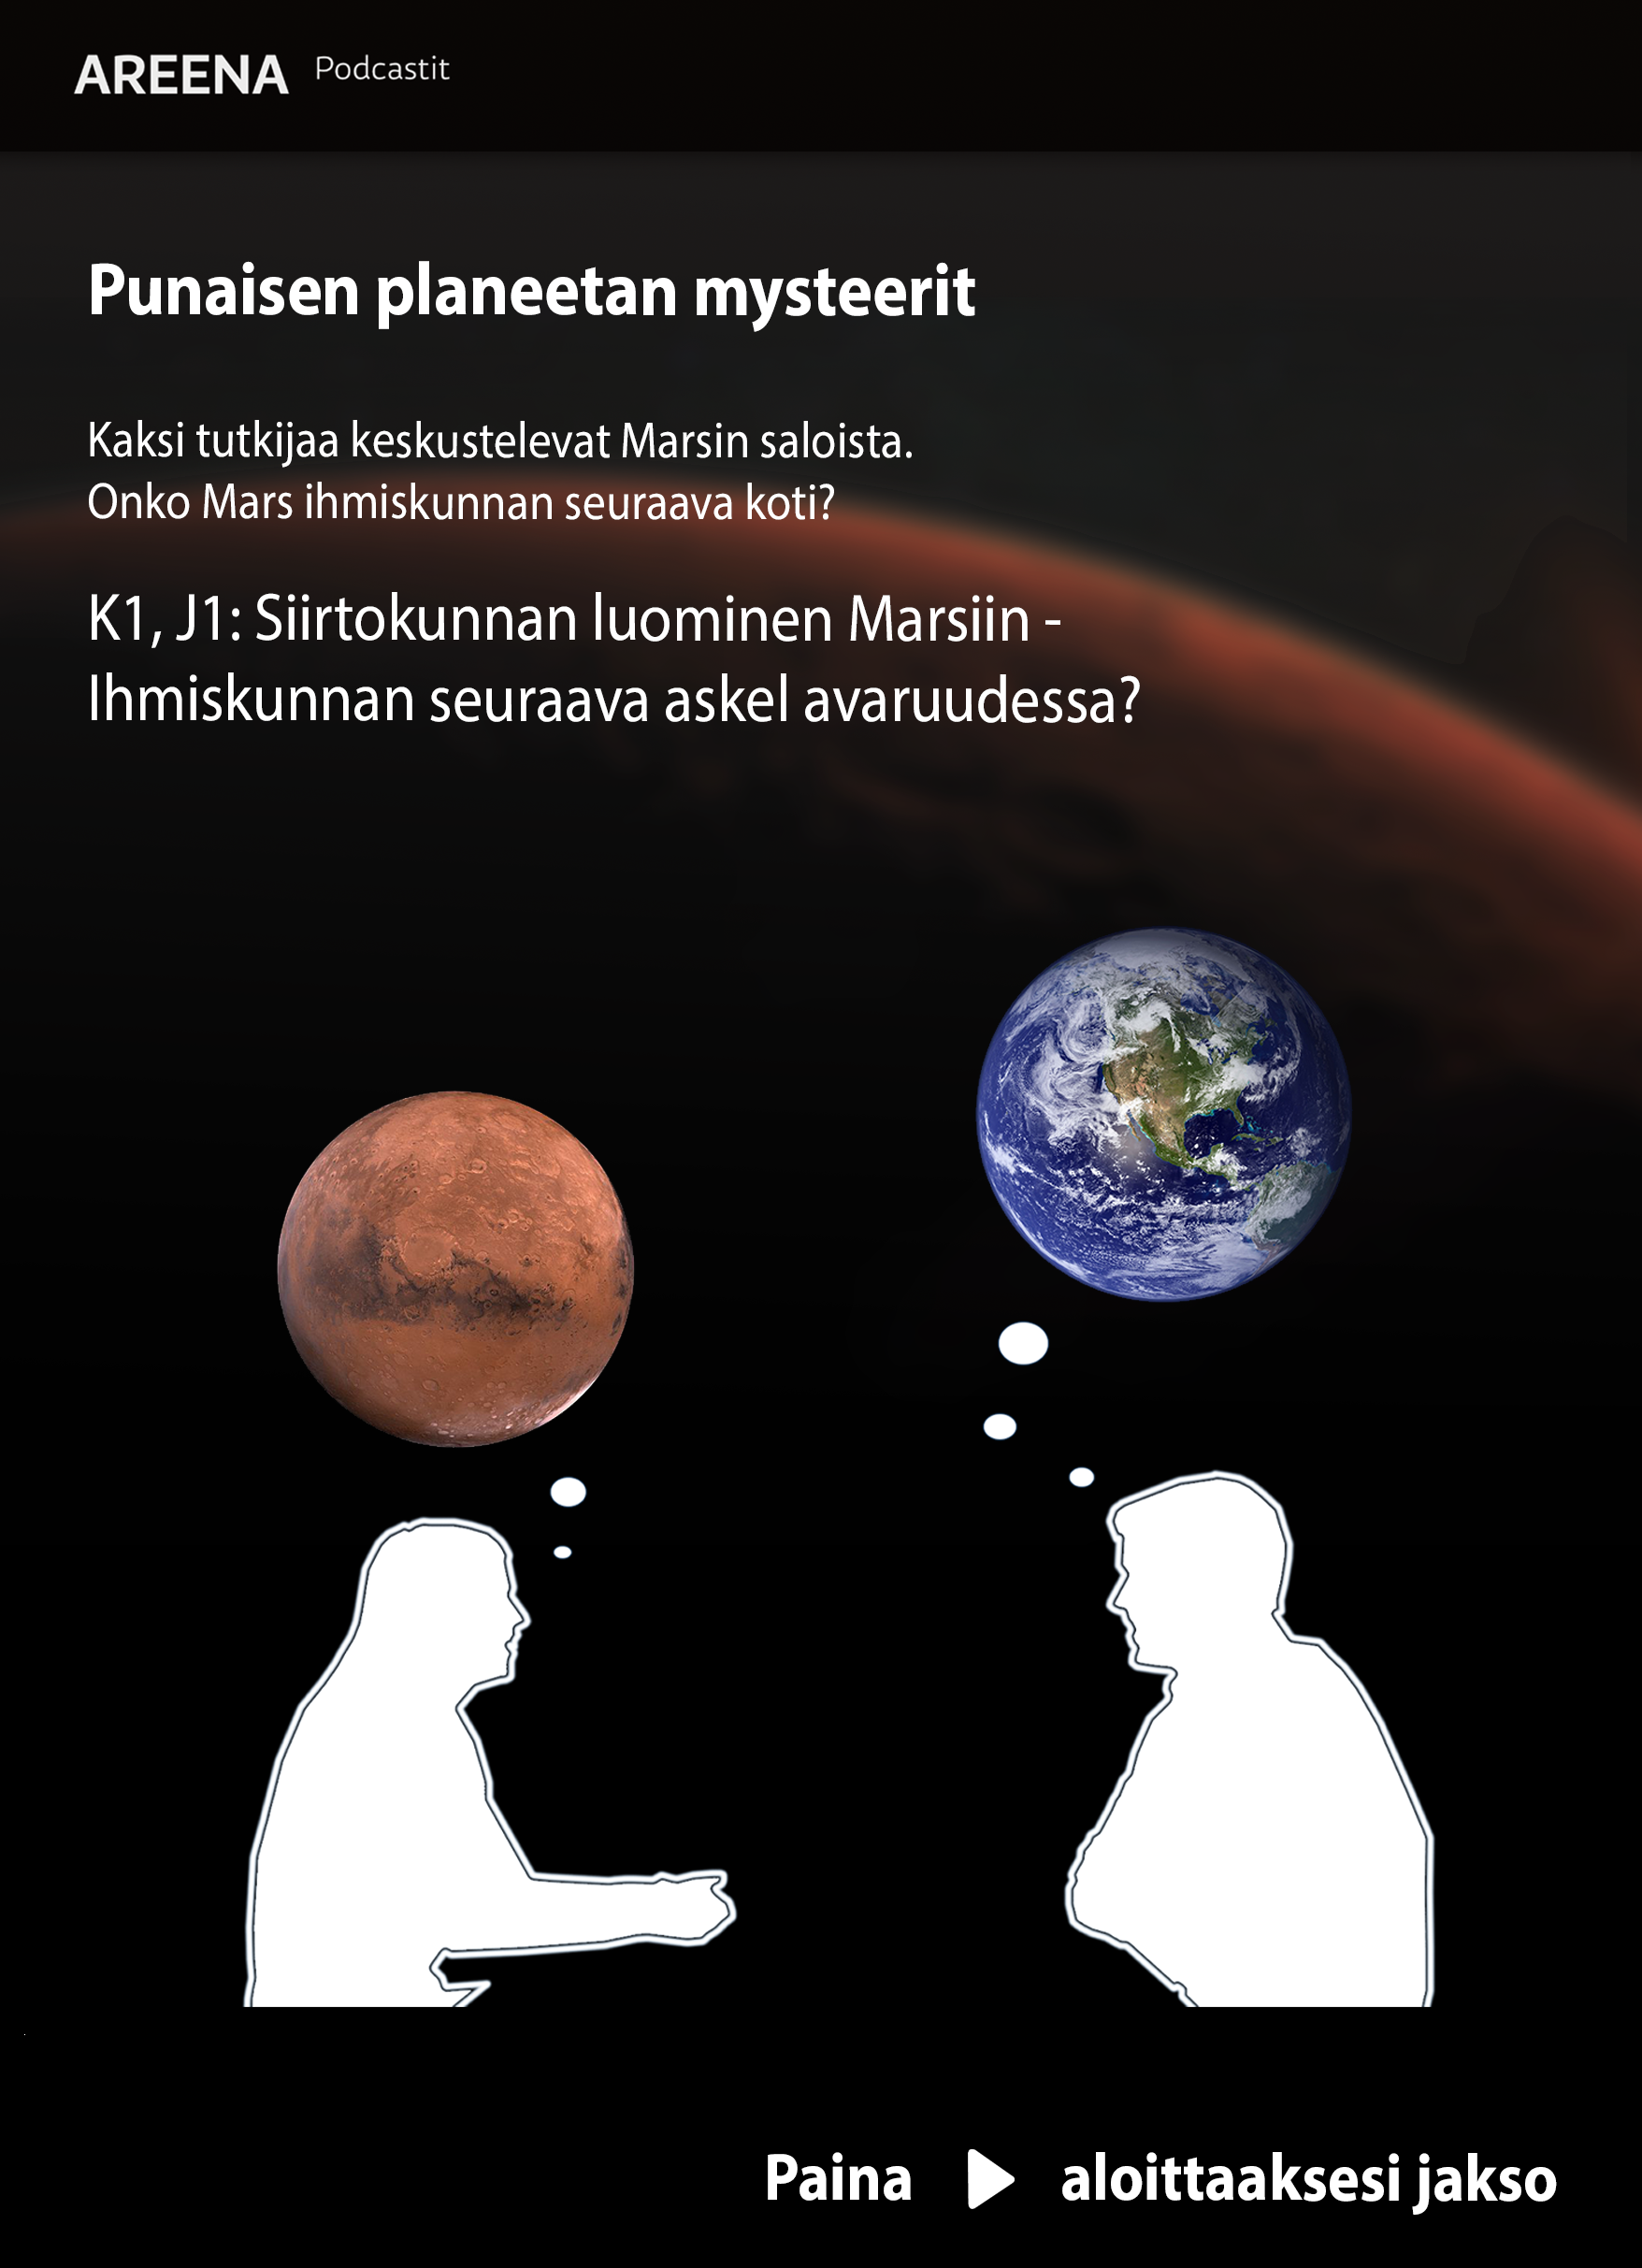 AREENA Podcastit
Punaisen planeetan mysteerit
Kaksi tutkijaa keskustelevat Marsin saloista.
Onko Mars ihmiskunnan seuraava koti?
K1, J1: Siirtokunnan luominen Marsiin -
Ihmiskunnan seuraava askel avaruudessa?
Paina aloittaaksesi jakso